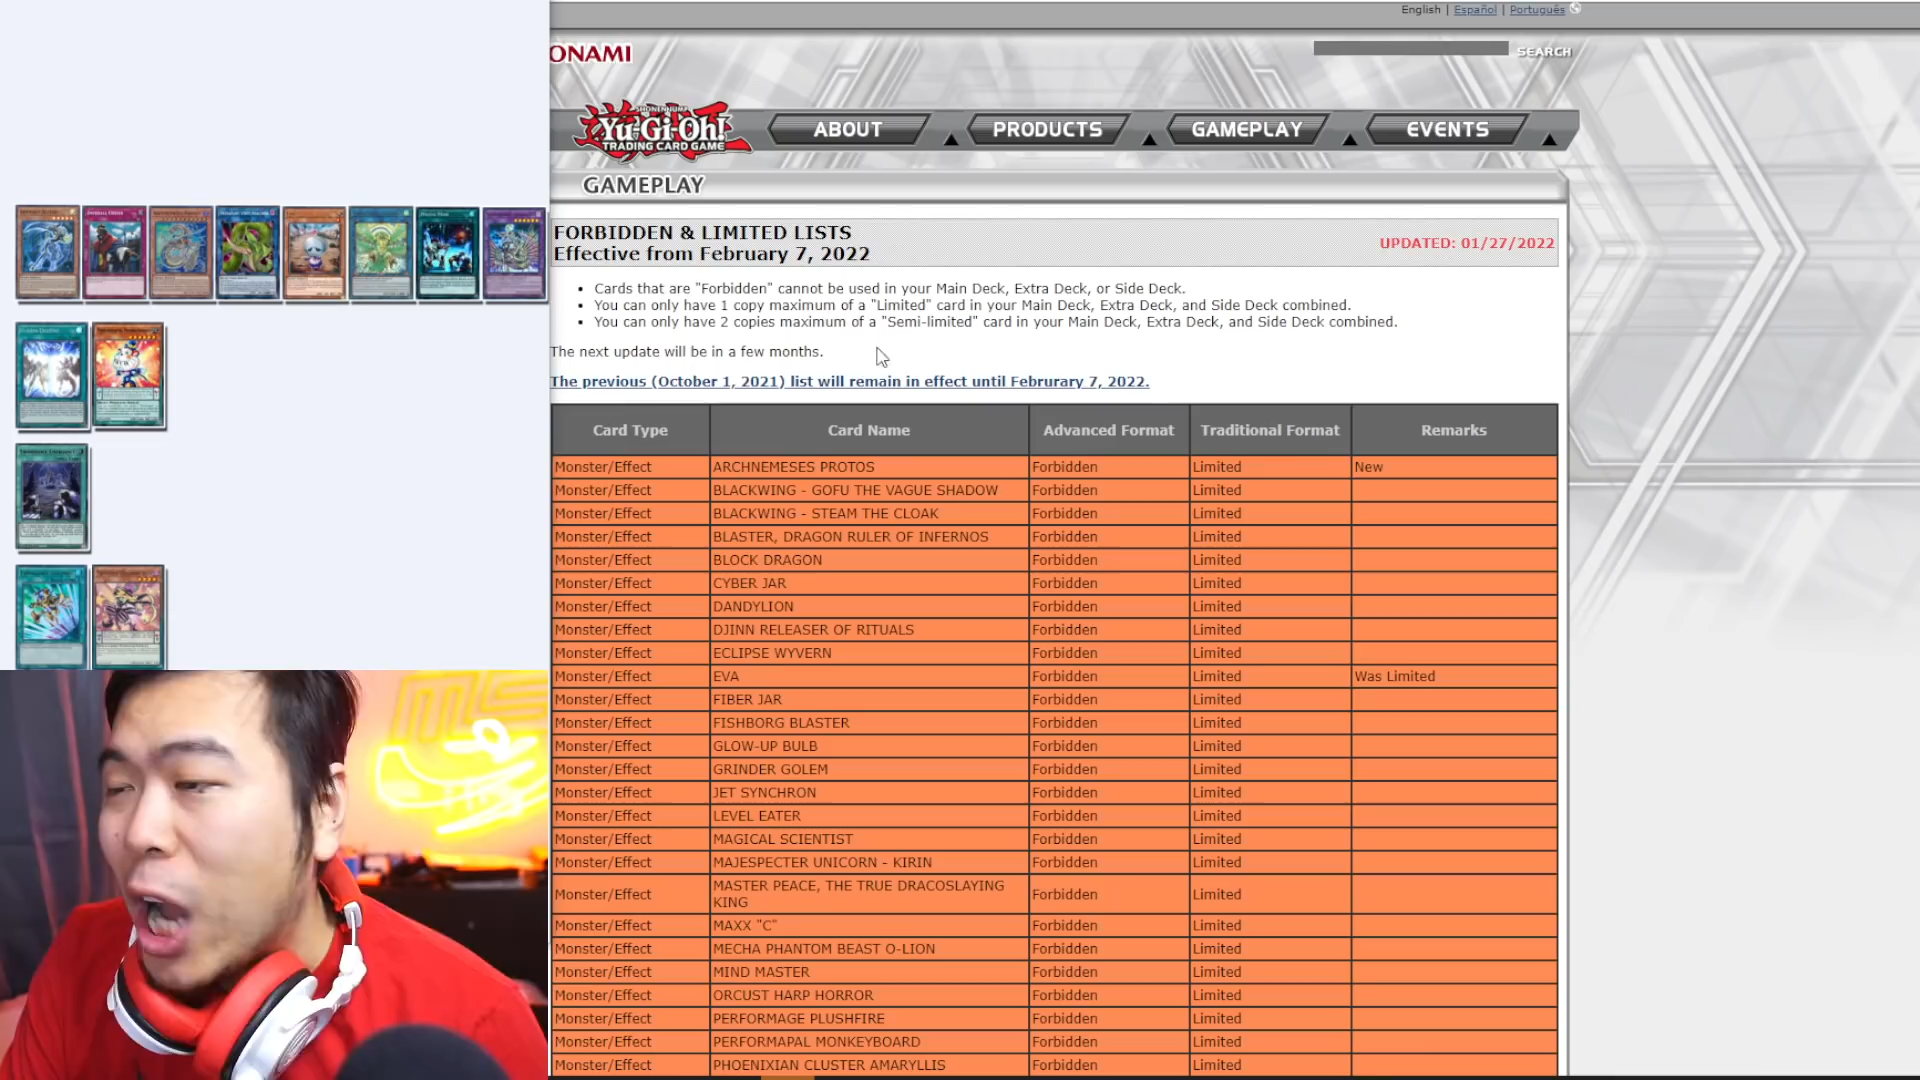 English | Español | Português
KONAMI
SEARCH
SHONEN JUMP
Yu-Gi-Oh!
TRADING CARD GAME
ABOUT
PRODUCTS
GAMEPLAY
EVENTS
GAMEPLAY
FORBIDDEN & LIMITED LISTS
Effective from February 7, 2022
UPDATED: 01/27/2022
Cards that are "Forbidden" cannot be used in your Main Deck, Extra Deck, or Side Deck.
You can only have 1 copy maximum of a "Limited" card in your Main Deck, Extra Deck, and Side Deck combined.
You can only have 2 copies maximum of a "Semi-limited" card in your Main Deck, Extra Deck, and Side Deck combined.
The next update will be in a few months.
The previous (October 1, 2021) list will remain in effect until Februrary 7, 2022.
Card Type Card Name Advanced Format Traditional Format Remarks
Monster/Effect ARCHNEMESES PROTOS Forbidden Limited New
Monster/Effect BLACKWING - GOFU THE VAGUE SHADOW Forbidden Limited
Monster/Effect BLACKWING - STEAM THE CLOAK Forbidden Limited
Monster/Effect BLASTER, DRAGON RULER OF INFERNOS Forbidden Limited
Monster/Effect BLOCK DRAGON Forbidden Limited
Monster/Effect CYBER JAR Forbidden Limited
Monster/Effect DANDYLION Forbidden Limited
Monster/Effect DJINN RELEASER OF RITUALS Forbidden Limited
Monster/Effect ECLIPSE WYVERN Forbidden Limited
Monster/Effect EVA Forbidden Limited Was Limited
Monster/Effect FIBER JAR Forbidden Limited
Monster/Effect FISHBORG BLASTER Forbidden Limited
Monster/Effect GLOW-UP BULB Forbidden Limited
Monster/Effect GRINDER GOLEM Forbidden Limited
Monster/Effect JET SYNCHRON Forbidden Limited
Monster/Effect LEVEL EATER Forbidden Limited
Monster/Effect MAGICAL SCIENTIST Forbidden Limited
Monster/Effect MAJESPECTER UNICORN - KIRIN Forbidden Limited
Monster/Effect MASTER PEACE, THE TRUE DRACOSLAYING KING Forbidden Limited
Monster/Effect MAXX "C" Forbidden Limited
Monster/Effect MECHA PHANTOM BEAST O-LION Forbidden Limited
Monster/Effect MIND MASTER Forbidden Limited
Monster/Effect ORCUST HARP HORROR Forbidden Limited
Monster/Effect PERFORMAGE PLUSHFIRE Forbidden Limited
Monster/Effect PERFORMAPAL MONKEYBOARD Forbidden Limited
Monster/Effect PHOENIXIAN CLUSTER AMARYLLIS Forbidden Limited